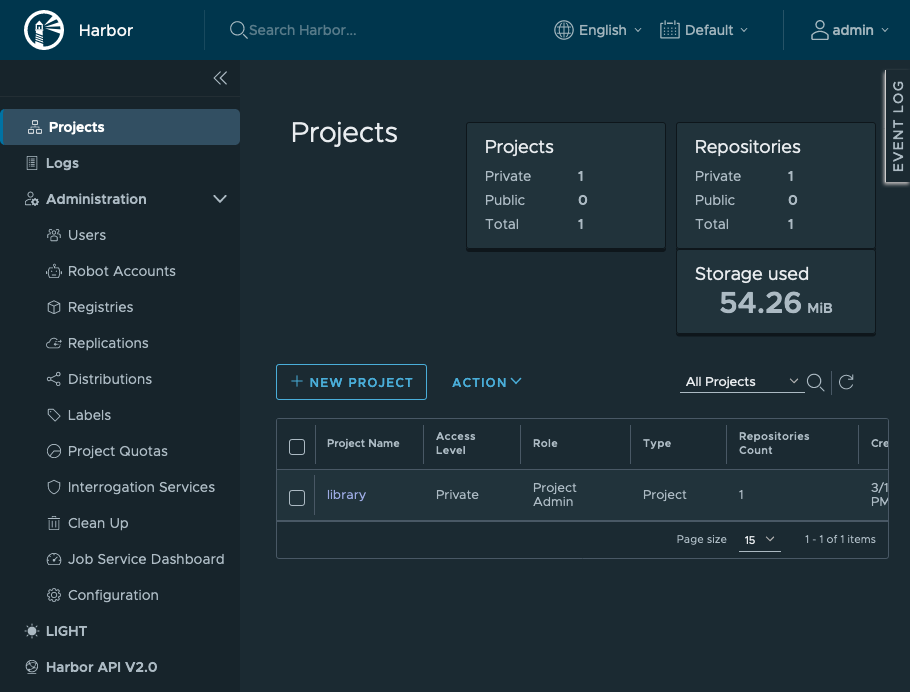 Harbor
Search Harbor...
English
Default
admin
EVENT LOG
Projects
Logs
Administration
Users
Robot Accounts
Registries
Replications
Distributions
Labels
Project Quotas
Interrogation Services
Clean Up
Job Service Dashboard
Configuration
LIGHT
Harbor API V2.0
Projects
Projects
Private 1
Public 0
Total 1
Repositories
Private 1
Public 0
Total 1
Storage used
54.26 MiB
+ NEW PROJECT
ACTION
All Projects
Project Name
Access
Level
Role
Type
Repositories
Count
Cre
library
Private
Project
Admin
Project
1
3/1
PM
Page size
15
1 - 1 of 1 items